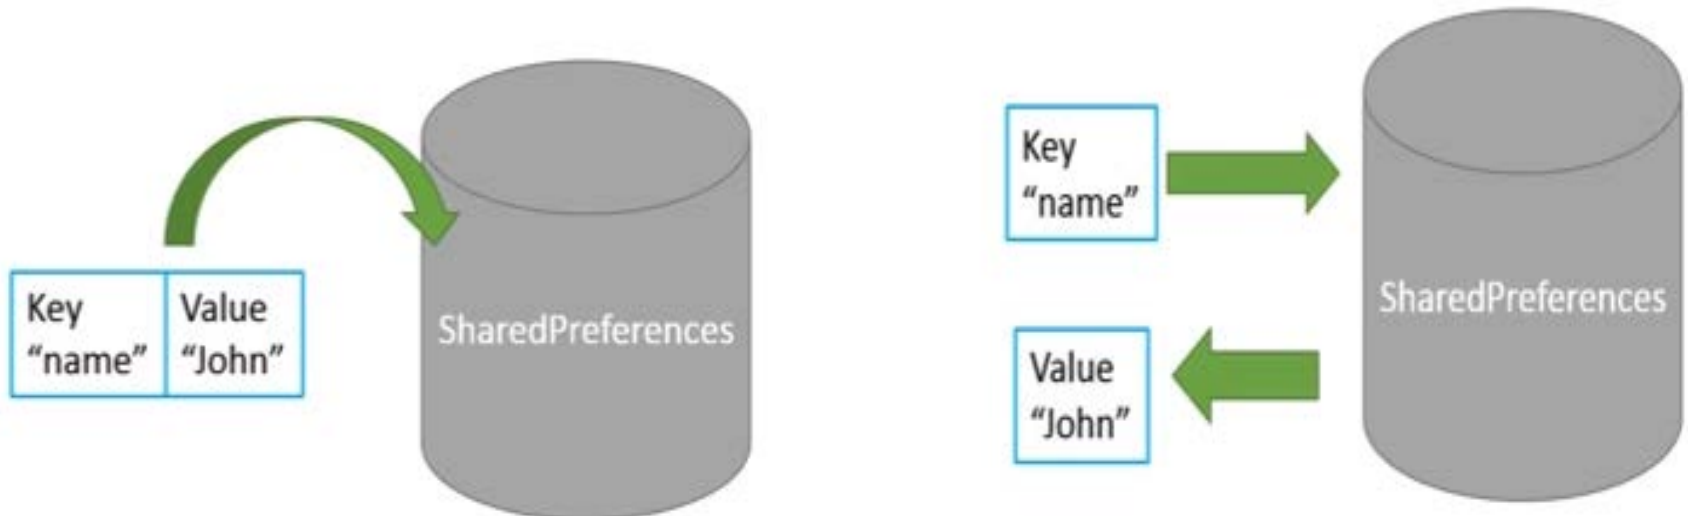 Key
“name”
Value
“John”
SharedPreferences
Key
“name”
SharedPreferences
Value
“John”